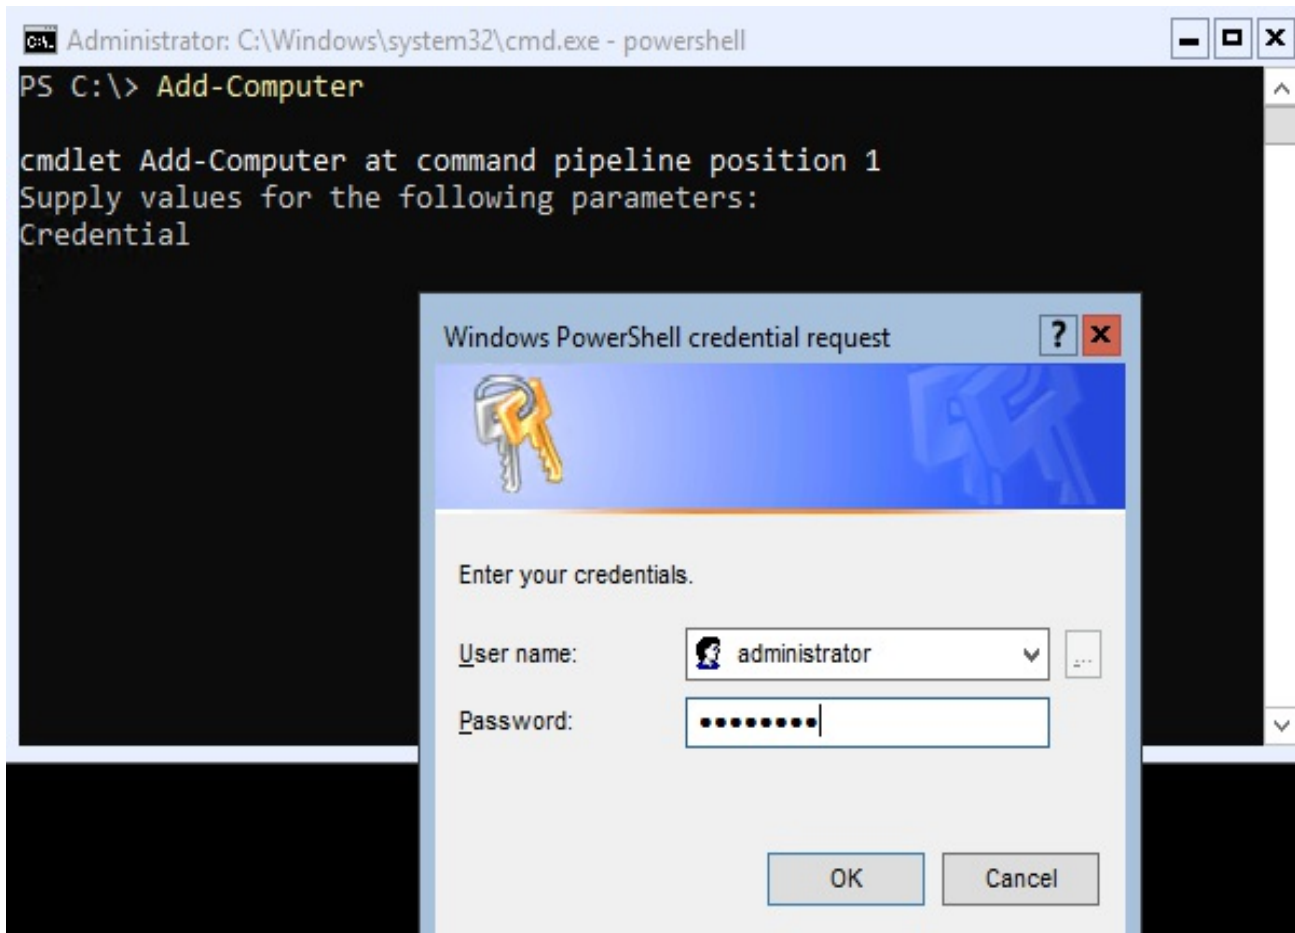 Administrator: C:\Windows\system32\cmd.exe - powershell
PS C:\> Add-Computer
cmdlet Add-Computer at command pipeline position 1
Supply values for the following parameters:
Credential
Windows PowerShell credential request
Enter your credentials.
User name: administrator ...
Password: ••••••••
OK Cancel